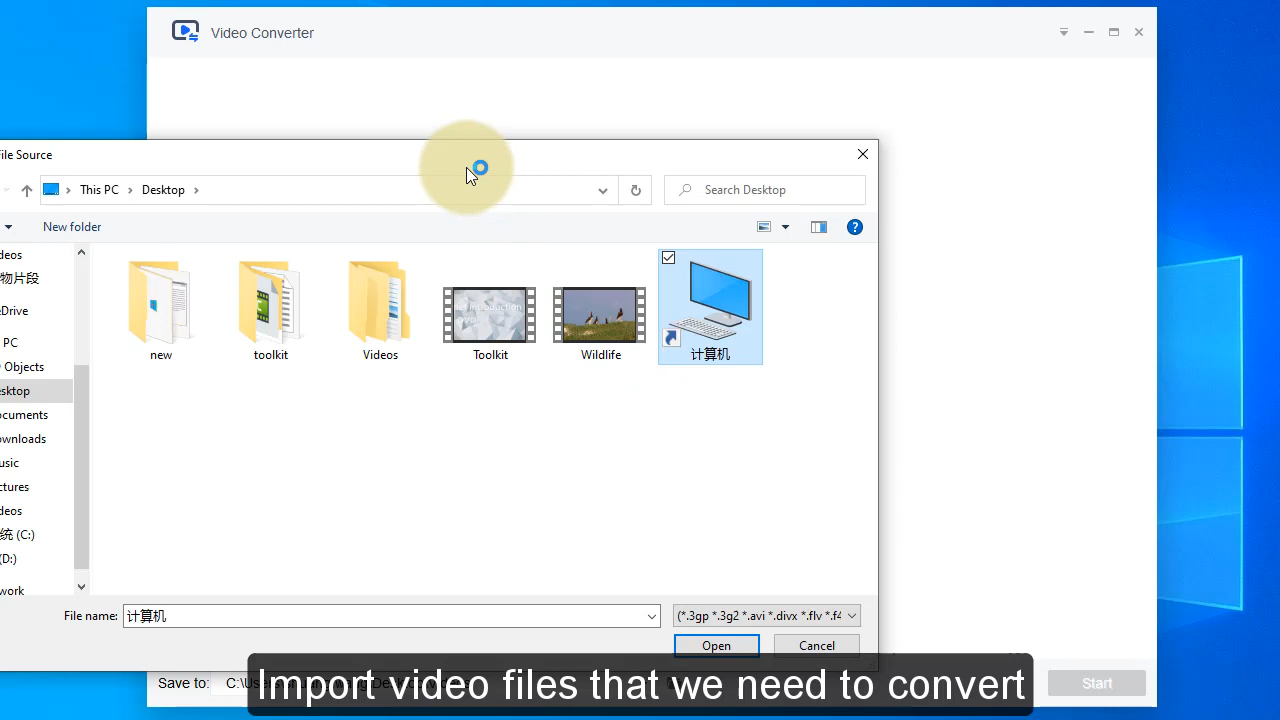 Video Converter
File Source
This PC > Desktop >
Search Desktop
New folder
new
toolkit
Videos
Toolkit
Wildlife
计算机
deos
物片段
eDrive
PC
Objects
esktop
ocuments
ownloads
usic
ctures
deos
统 (C:)
(D:)
work
File name: 计算机
(*.3gp *.3g2 *.avi *.divx *.flv *.f4
Open
Cancel
Save to:
Start
Import video files that we need to convert